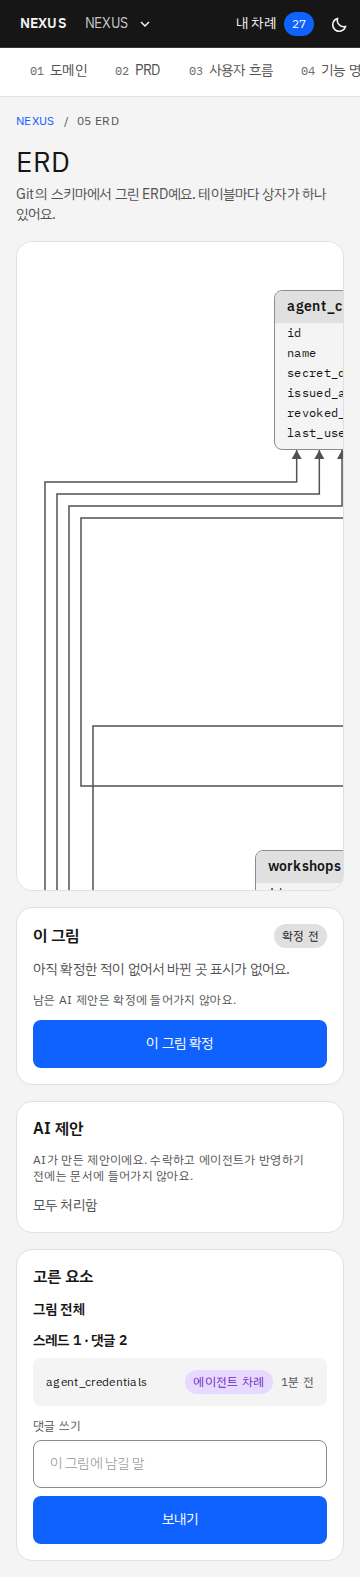 NEXUS NEXUS 내 차례 27
01 도메인 02 PRD 03 사용자 흐름 04 기능 명
NEXUS / 05 ERD
ERD
Git의 스키마에서 그린 ERD예요. 테이블마다 상자가 하나
있어요.
agent_c
id
name
secret_d
issued_a
revoked_
last_use
workshops
이 그림 확정 전
아직 확정한 적이 없어서 바뀐 곳 표시가 없어요.
남은 AI 제안은 확정에 들어가지 않아요.
이 그림 확정
AI 제안
AI가 만든 제안이에요. 수락하고 에이전트가 반영하기
전에는 문서에 들어가지 않아요.
모두 처리함
고른 요소
그림 전체
스레드 1 · 댓글 2
agent_credentials 에이전트 차례 1분 전
댓글 쓰기
이 그림에 남길 말
보내기